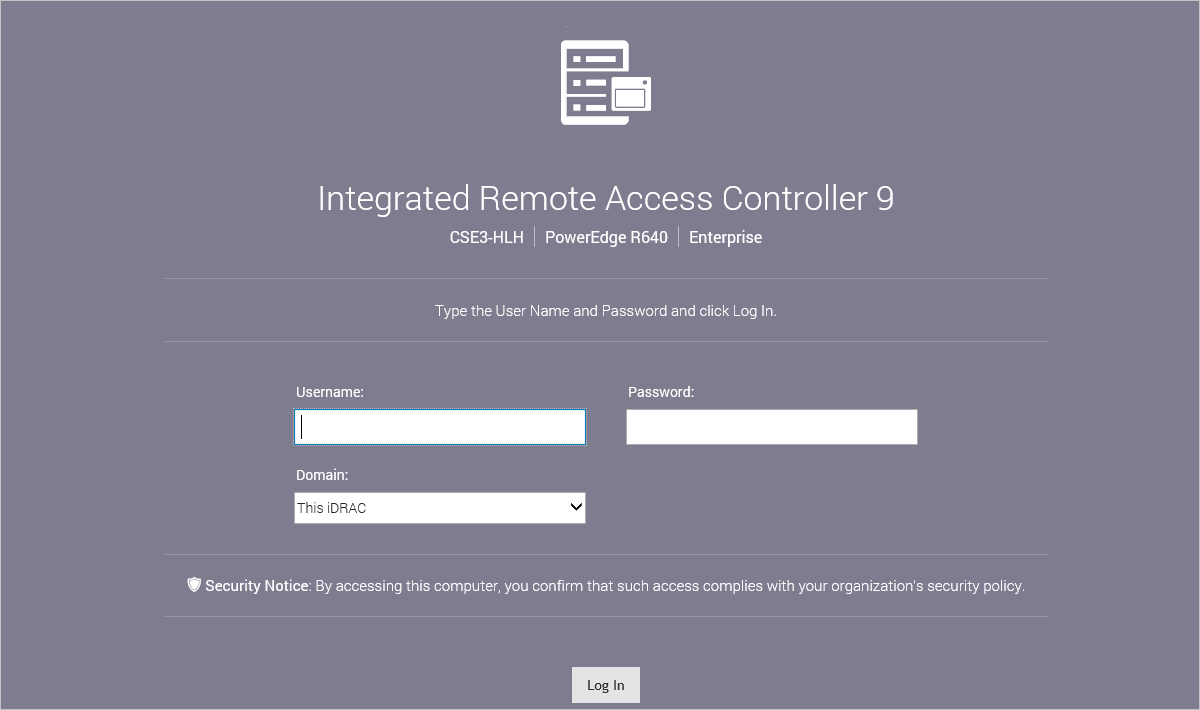 Integrated Remote Access Controller 9
CSE3-HLH | PowerEdge R640 | Enterprise
Type the User Name and Password and click Log In.
Username: Password:
Domain:
This iDRAC
Security Notice: By accessing this computer, you confirm that such access complies with your organization's security policy.
Log In